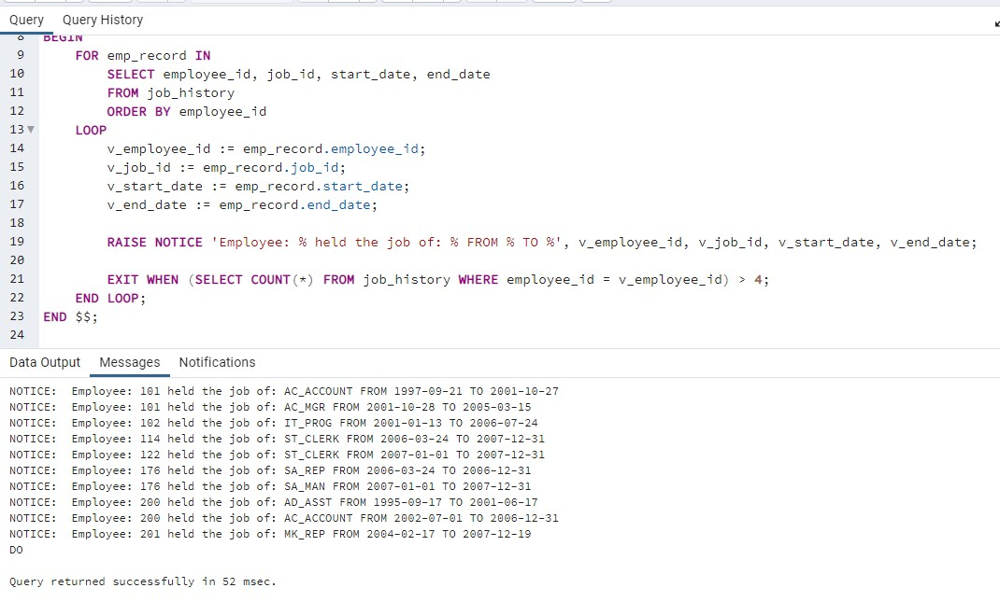 Query Query History
8 BEGIN
9 FOR emp_record IN
10 SELECT employee_id, job_id, start_date, end_date
11 FROM job_history
12 ORDER BY employee_id
13 LOOP
14 v_employee_id := emp_record.employee_id;
15 v_job_id := emp_record.job_id;
16 v_start_date := emp_record.start_date;
17 v_end_date := emp_record.end_date;
18
19 RAISE NOTICE 'Employee: % held the job of: % FROM % TO %', v_employee_id, v_job_id, v_start_date, v_end_date;
20
21 EXIT WHEN (SELECT COUNT(*) FROM job_history WHERE employee_id = v_employee_id) > 4;
22 END LOOP;
23 END $$;
24
Data Output Messages Notifications
NOTICE: Employee: 101 held the job of: AC_ACCOUNT FROM 1997-09-21 TO 2001-10-27
NOTICE: Employee: 101 held the job of: AC_MGR FROM 2001-10-28 TO 2005-03-15
NOTICE: Employee: 102 held the job of: IT_PROG FROM 2001-01-13 TO 2006-07-24
NOTICE: Employee: 114 held the job of: ST_CLERK FROM 2006-03-24 TO 2007-12-31
NOTICE: Employee: 122 held the job of: ST_CLERK FROM 2007-01-01 TO 2007-12-31
NOTICE: Employee: 176 held the job of: SA_REP FROM 2006-03-24 TO 2006-12-31
NOTICE: Employee: 176 held the job of: SA_MAN FROM 2007-01-01 TO 2007-12-31
NOTICE: Employee: 200 held the job of: AD_ASST FROM 1995-09-17 TO 2001-06-17
NOTICE: Employee: 200 held the job of: AC_ACCOUNT FROM 2002-07-01 TO 2006-12-31
NOTICE: Employee: 201 held the job of: MK_REP FROM 2004-02-17 TO 2007-12-19
DO
Query returned successfully in 52 msec.